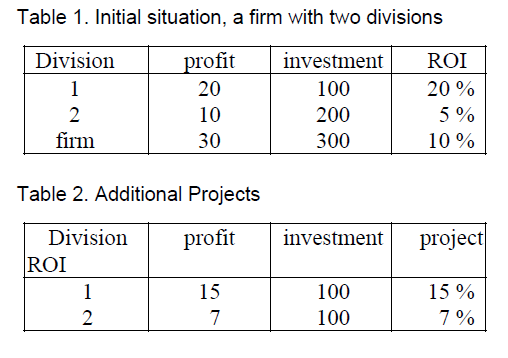 Table 1. Initial situation, a firm with two divisions
Division profit investment ROI
1 20 100 20 %
2 10 200 5 %
firm 30 300 10 %
Table 2. Additional Projects
Division profit investment project
ROI
1 15 100 15 %
2 7 100 7 %